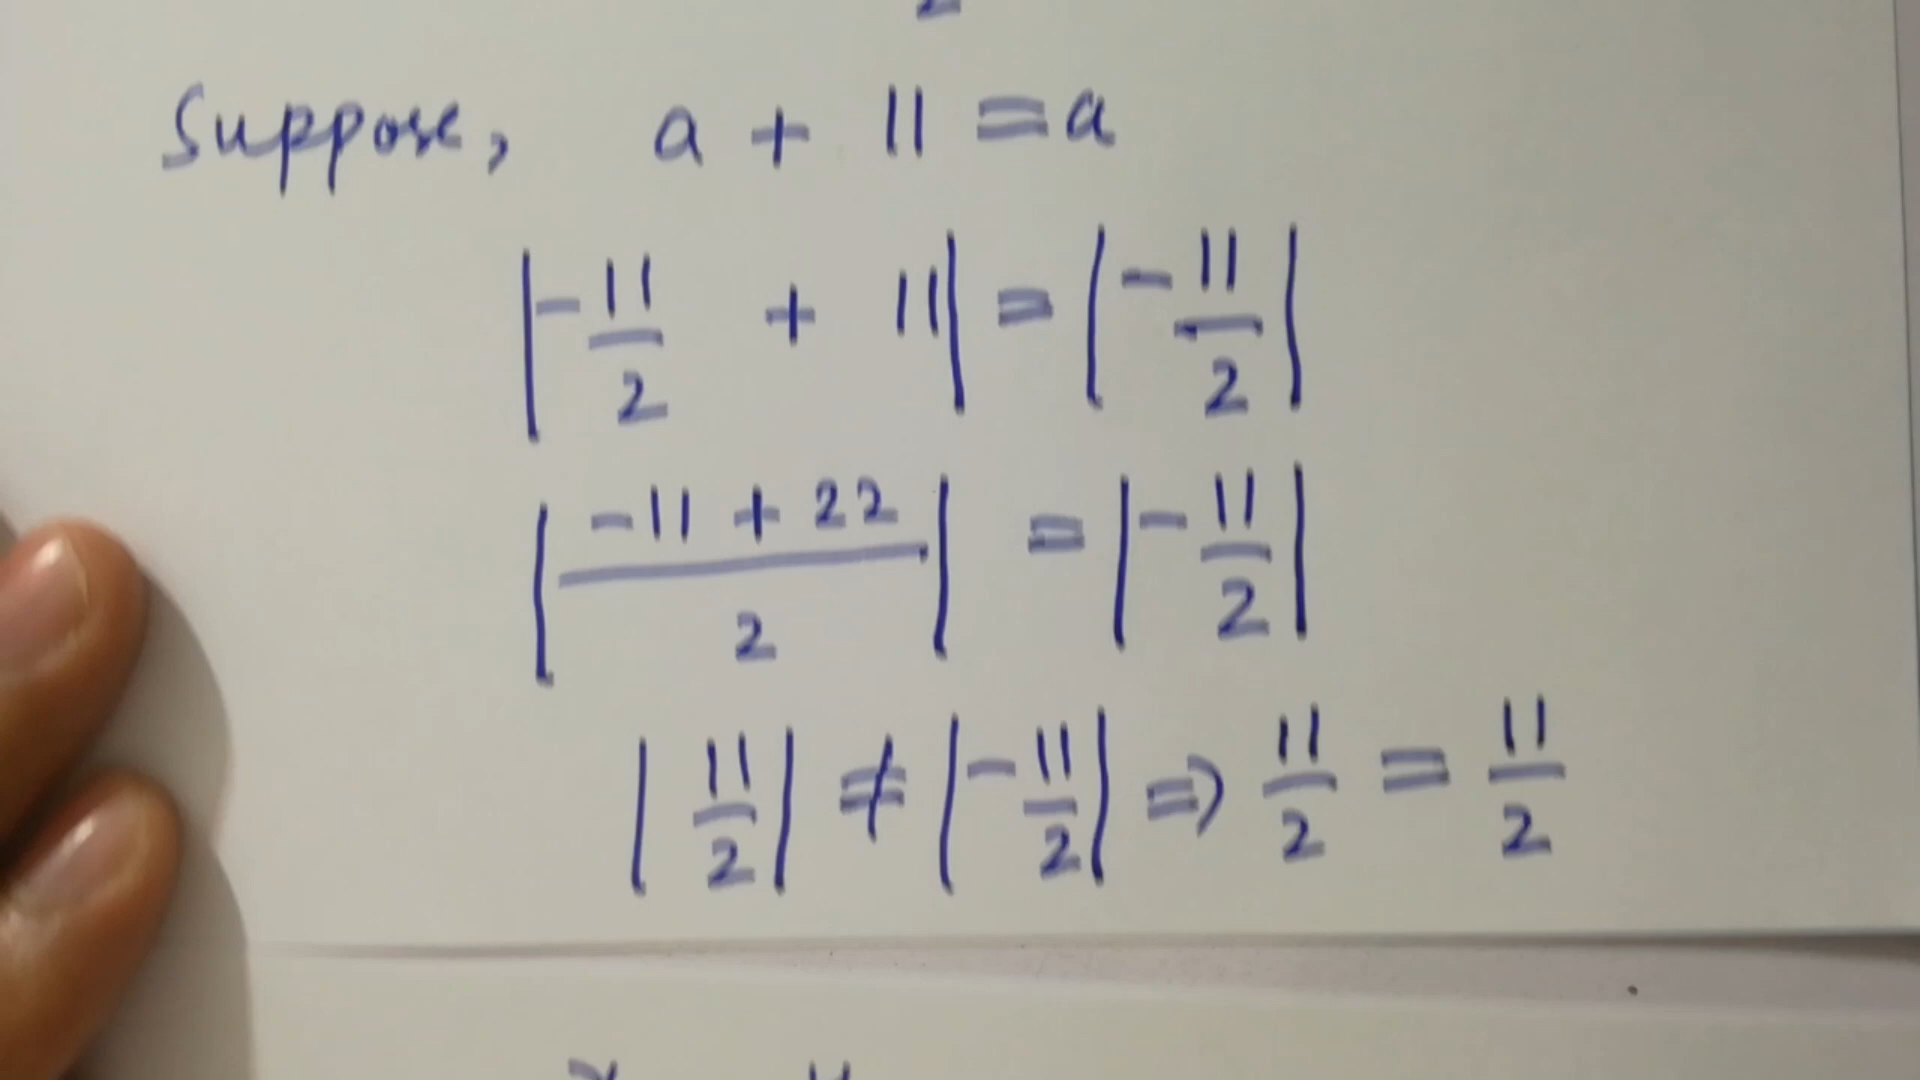 Suppose, a + 11 = a
|-11/2 + 11| = |-11/2|
|(-11 + 22)/2| = |-11/2|
|11/2| ≠ |-11/2| ⇒ 11/2 = 11/2